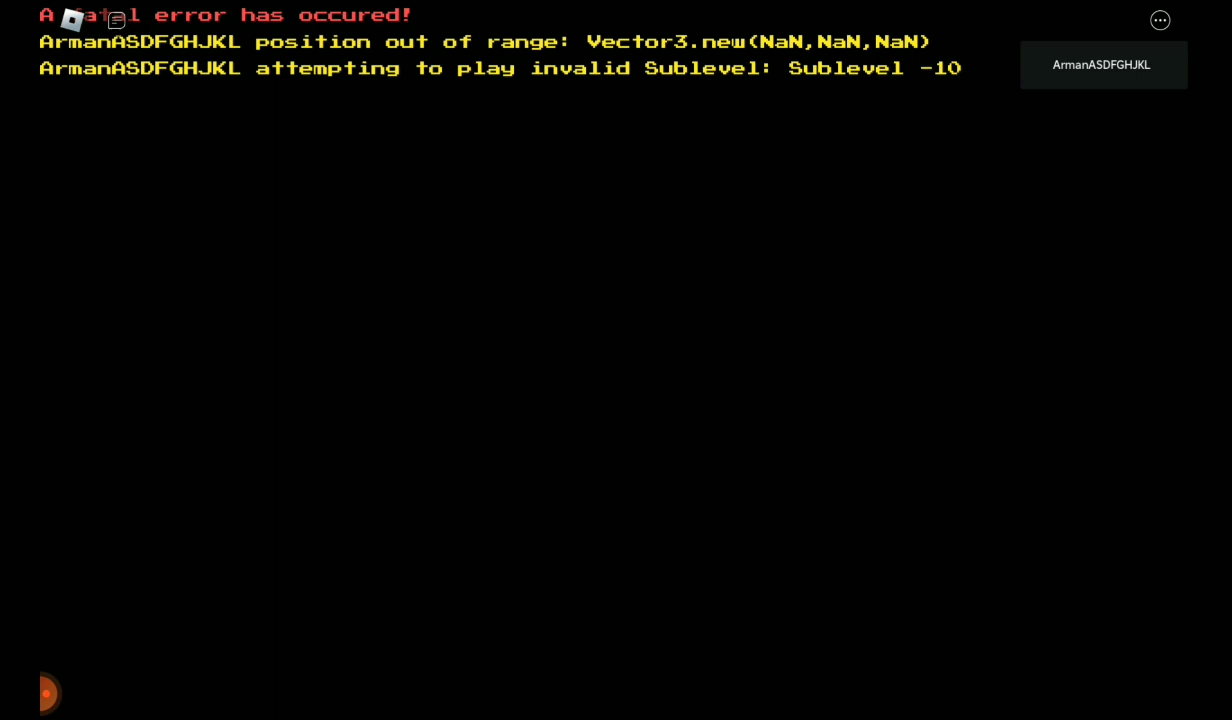 A fatal error has occured!
ArmanASDFGHJKL position out of range: Vector3.new(NaN,NaN,NaN)
ArmanASDFGHJKL attempting to play invalid Sublevel: Sublevel -10
ArmanASDFGHJKL